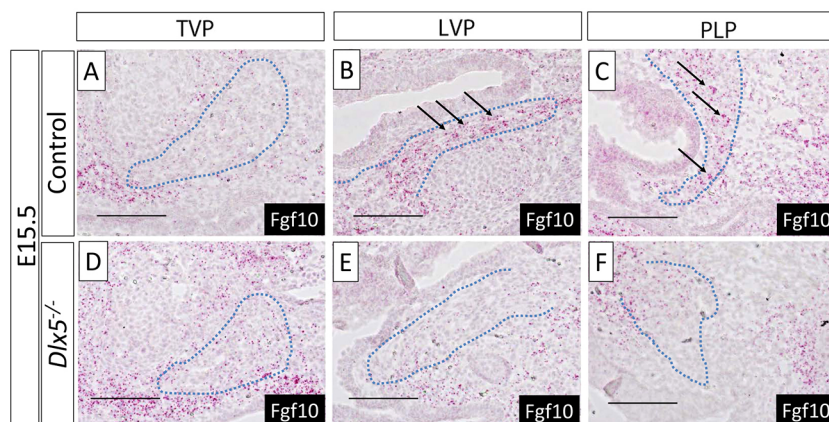 TVP
LVP
PLP
E15.5
Control
A
Fgf10
B
Fgf10
C
Fgf10
Dlx5-/-
D
Fgf10
E
Fgf10
F
Fgf10